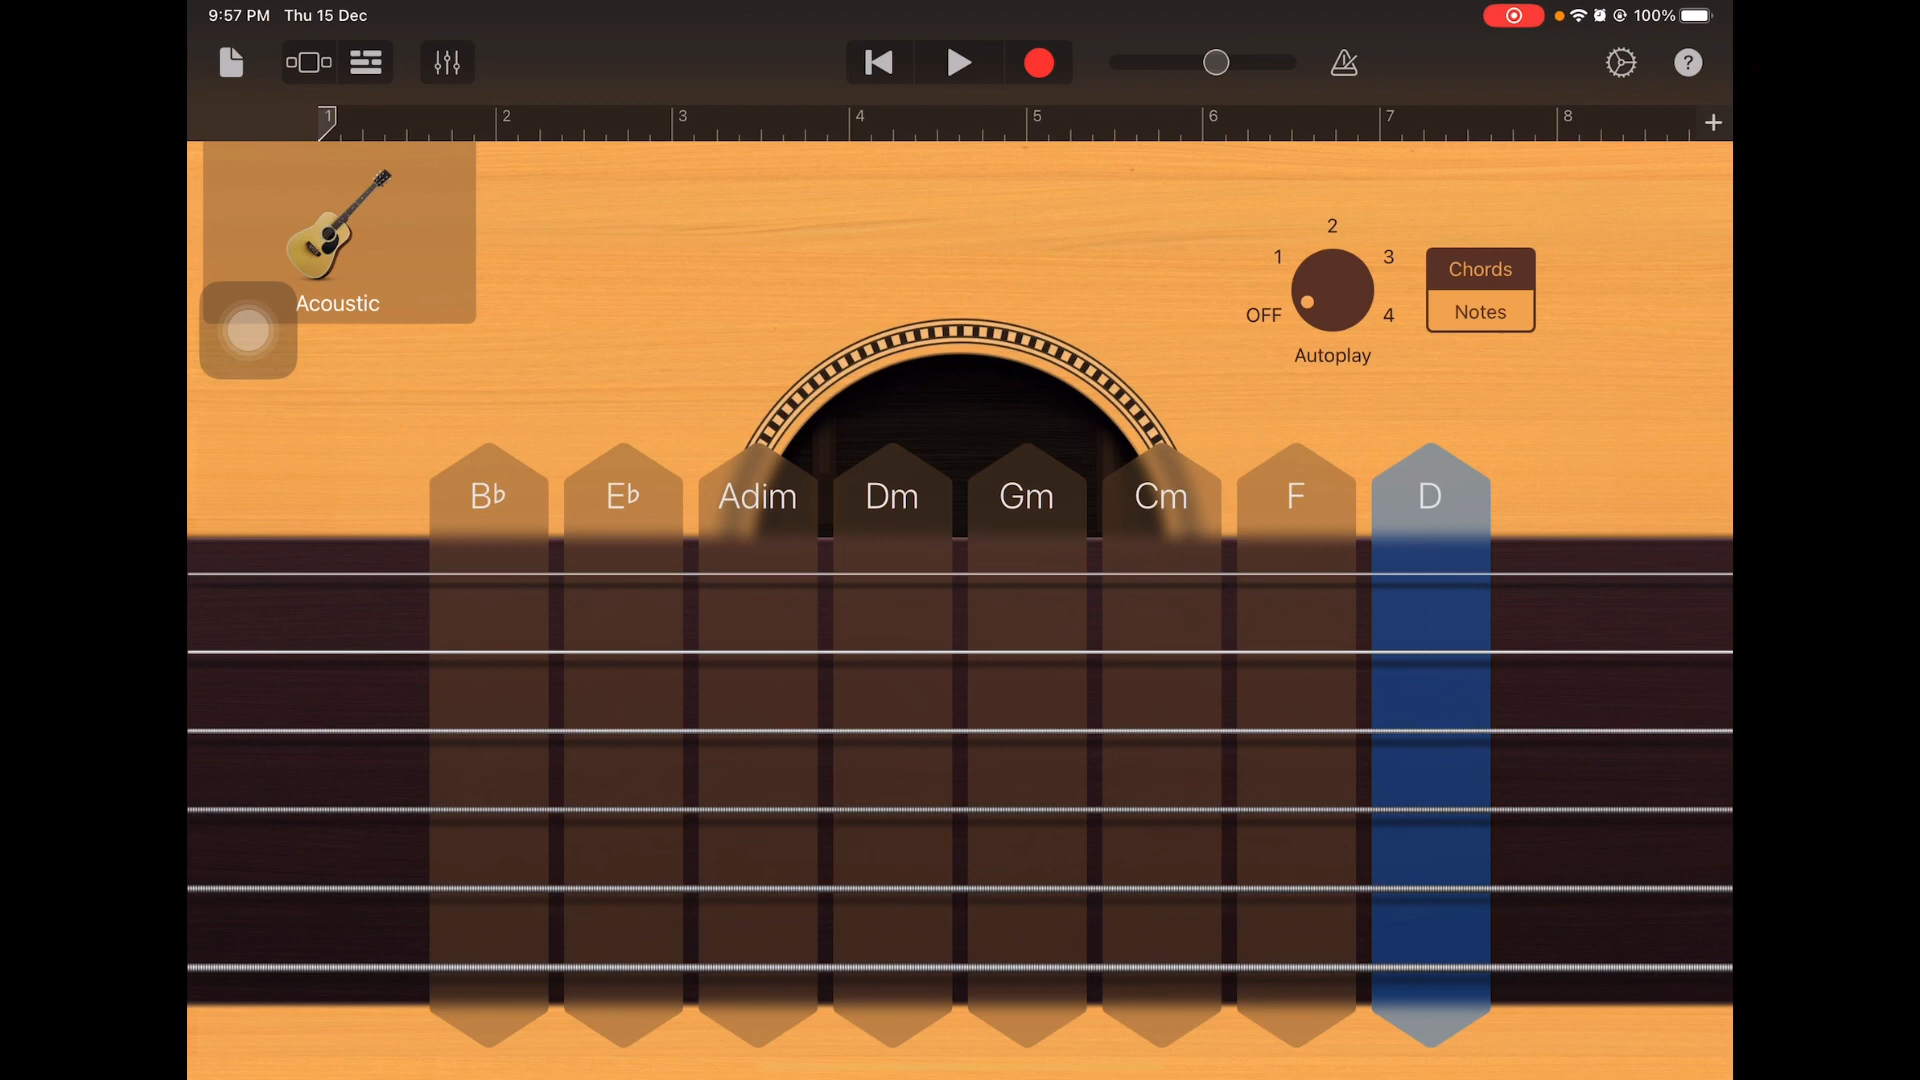 9:57 PM Thu 15 Dec 100%
?
1 2 3 4 5 6 7 8 +
Acoustic
2
1 3
OFF 4
Autoplay
Chords
Notes
B♭ E♭ Adim Dm Gm Cm F D